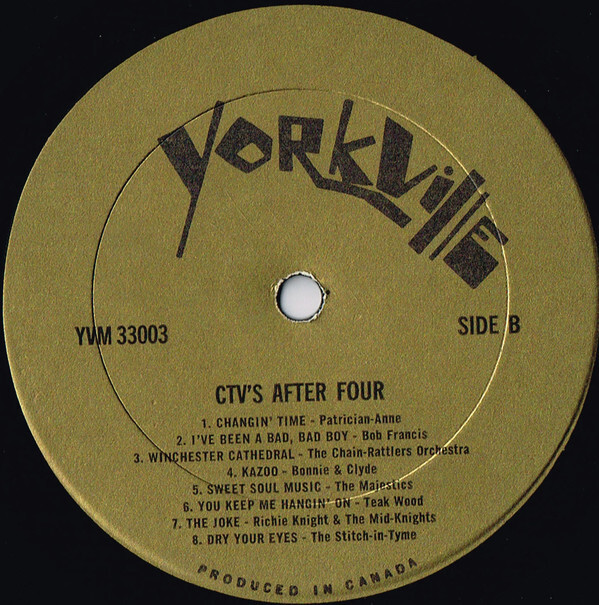 YORKVILLE
YVM 33003
SIDE B
CTV'S AFTER FOUR
1. CHANGIN' TIME - Patrician-Anne
2. I'VE BEEN A BAD, BAD BOY - Bob Francis
3. WINCHESTER CATHEDRAL - The Chain-Rattlers Orchestra
4. KAZOO - Bonnie & Clyde
5. SWEET SOUL MUSIC - The Majestics
6. YOU KEEP ME HANGIN' ON - Teak Wood
7. THE JOKE - Richie Knight & The Mid-Knights
8. DRY YOUR EYES - The Stitch-in-Tyme
PRODUCED IN CANADA